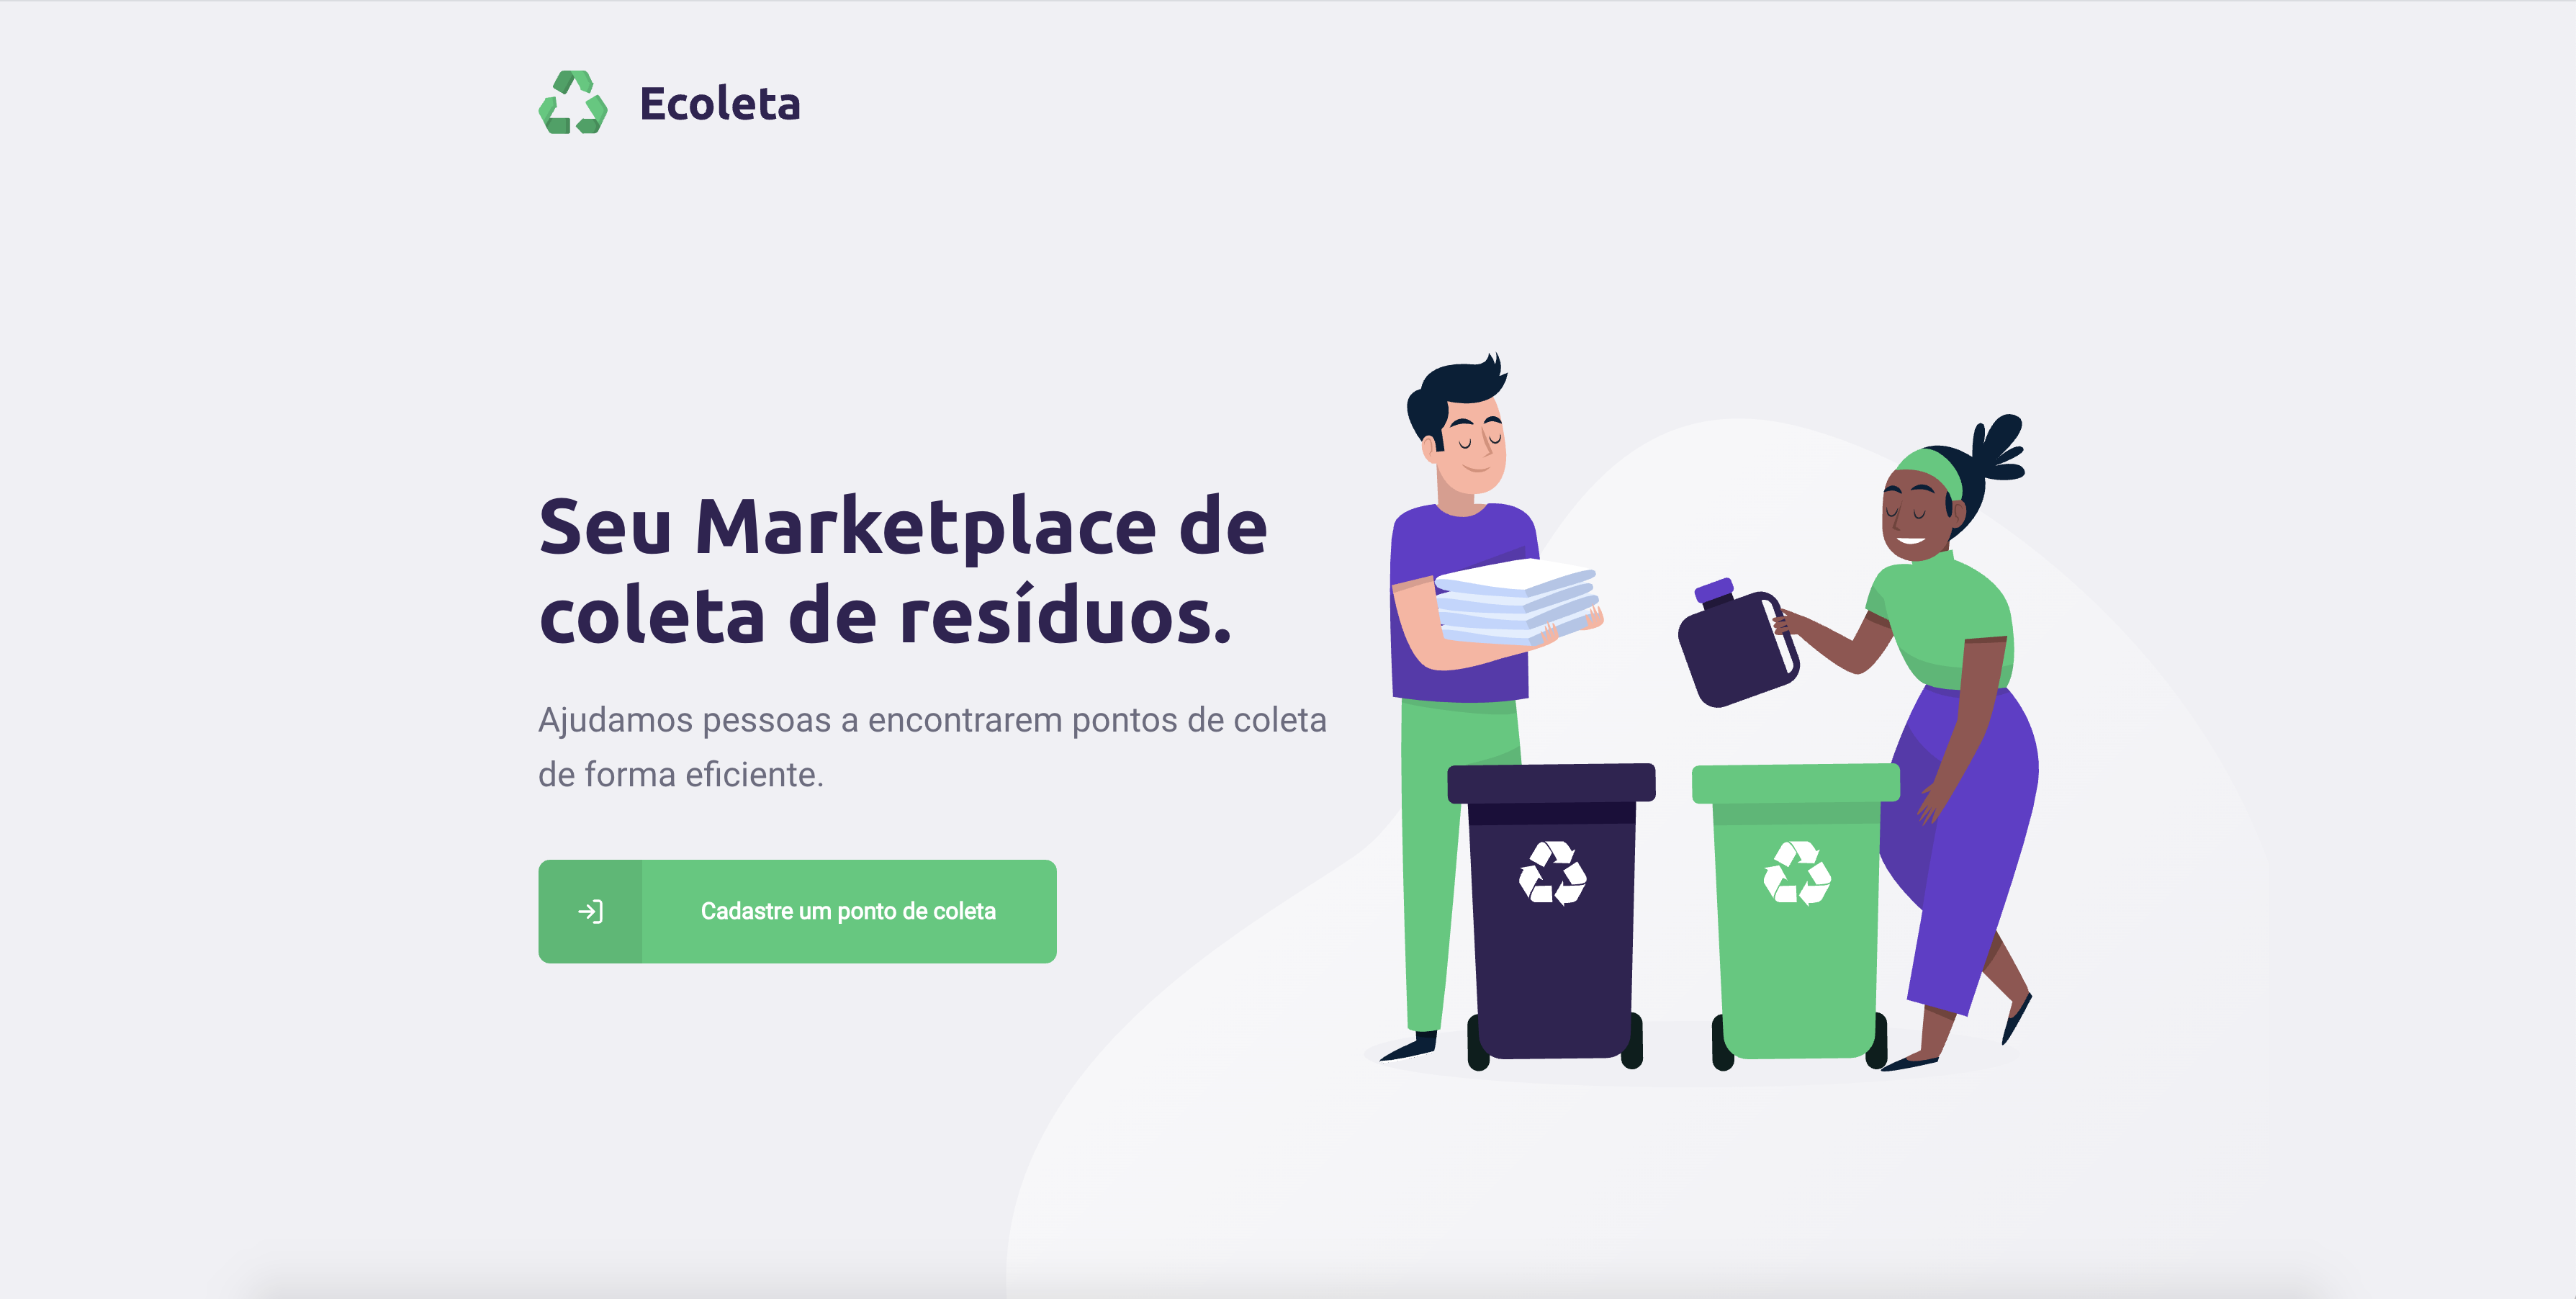 Ecoleta
Seu Marketplace de
coleta de resíduos.
Ajudamos pessoas a encontrarem pontos de coleta
de forma eficiente.
Cadastre um ponto de coleta